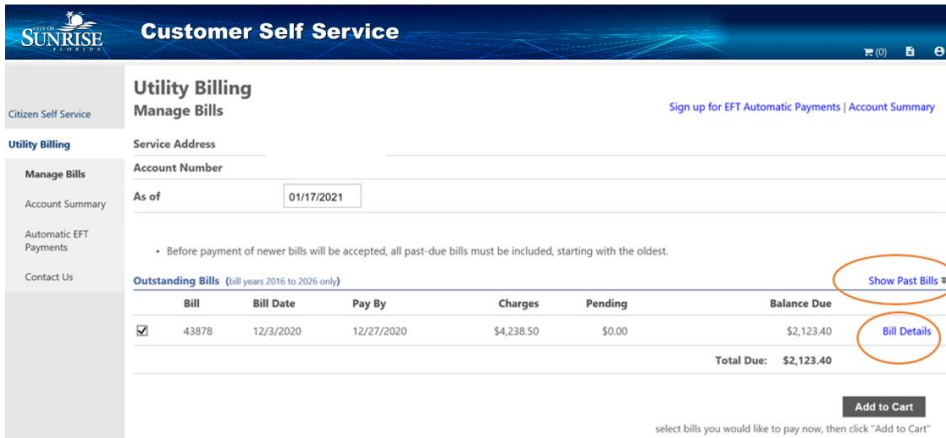 CITY OF
SUNRISE
FLORIDA
Customer Self Service
(0)
Utility Billing
Manage Bills
Sign up for EFT Automatic Payments | Account Summary
Citizen Self Service
Utility Billing
Manage Bills
Account Summary
Automatic EFT
Payments
Contact Us
Service Address
Account Number
As of 01/17/2021
• Before payment of newer bills will be accepted, all past-due bills must be included, starting with the oldest.
Outstanding Bills (bill years 2016 to 2026 only) Show Past Bills
Bill Bill Date Pay By Charges Pending Balance Due
43878 12/3/2020 12/27/2020 $4,238.50 $0.00 $2,123.40 Bill Details
Total Due: $2,123.40
Add to Cart
select bills you would like to pay now, then click "Add to Cart"